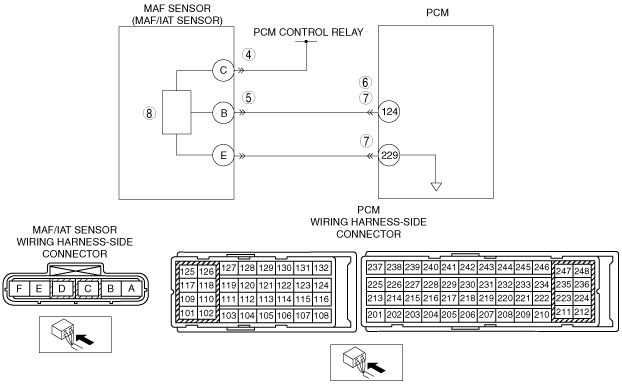 MAF SENSOR
(MAF/IAT SENSOR)
PCM
PCM CONTROL RELAY
C
4
8
B
5
6
7
124
E
7
229
MAF/IAT SENSOR
WIRING HARNESS-SIDE
CONNECTOR
PCM
WIRING HARNESS-SIDE
CONNECTOR
F E D C B A
125 126 127 128 129 130 131 132
117 118 119 120 121 122 123 124
109 110 111 112 113 114 115 116
101 102 103 104 105 106 107 108
237 238 239 240 241 242 243 244 245 246 247 248
225 226 227 228 229 230 231 232 233 234 235 236
213 214 215 216 217 218 219 220 221 222 223 224
201 202 203 204 205 206 207 208 209 210 211 212